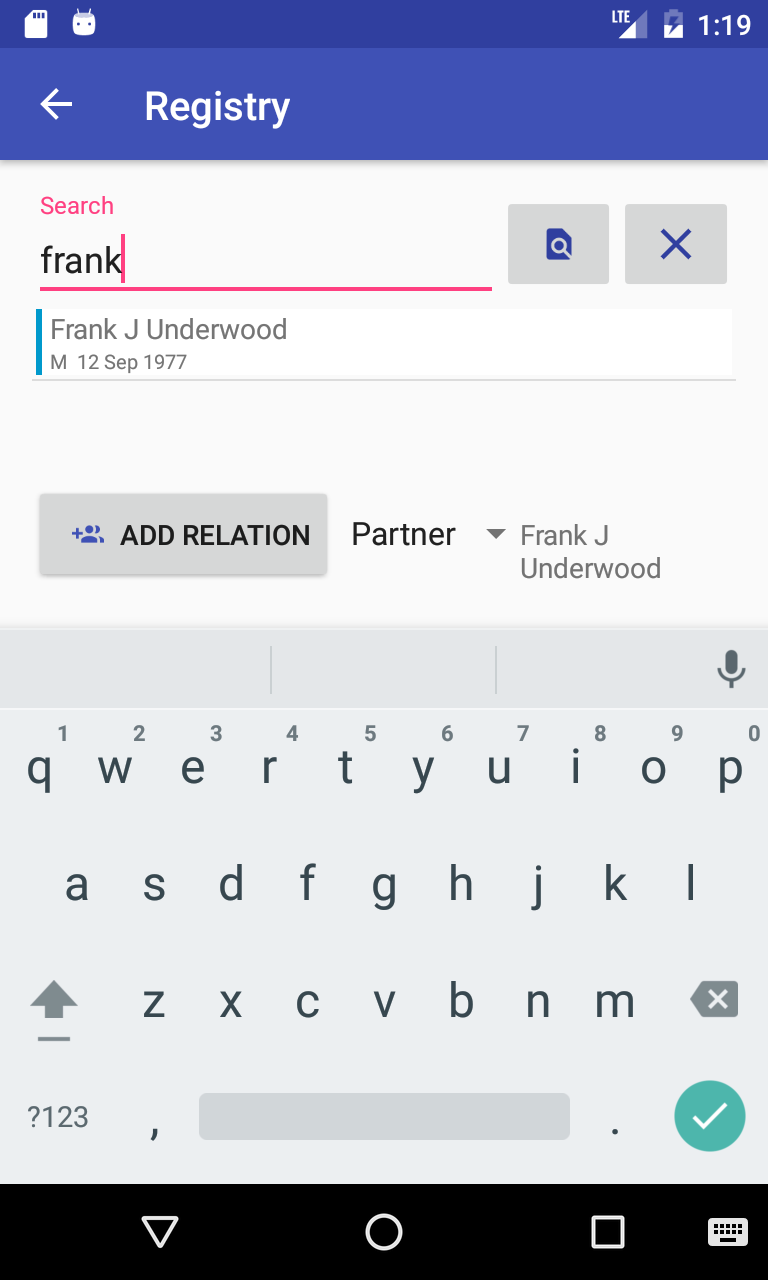 LTE 1:19
Registry
Search
frank
Frank J Underwood
M 12 Sep 1977
ADD RELATION Partner Frank J
Underwood
1 2 3 4 5 6 7 8 9 0
q w e r t y u i o p
a s d f g h j k l
z x c v b n m
?123 , .